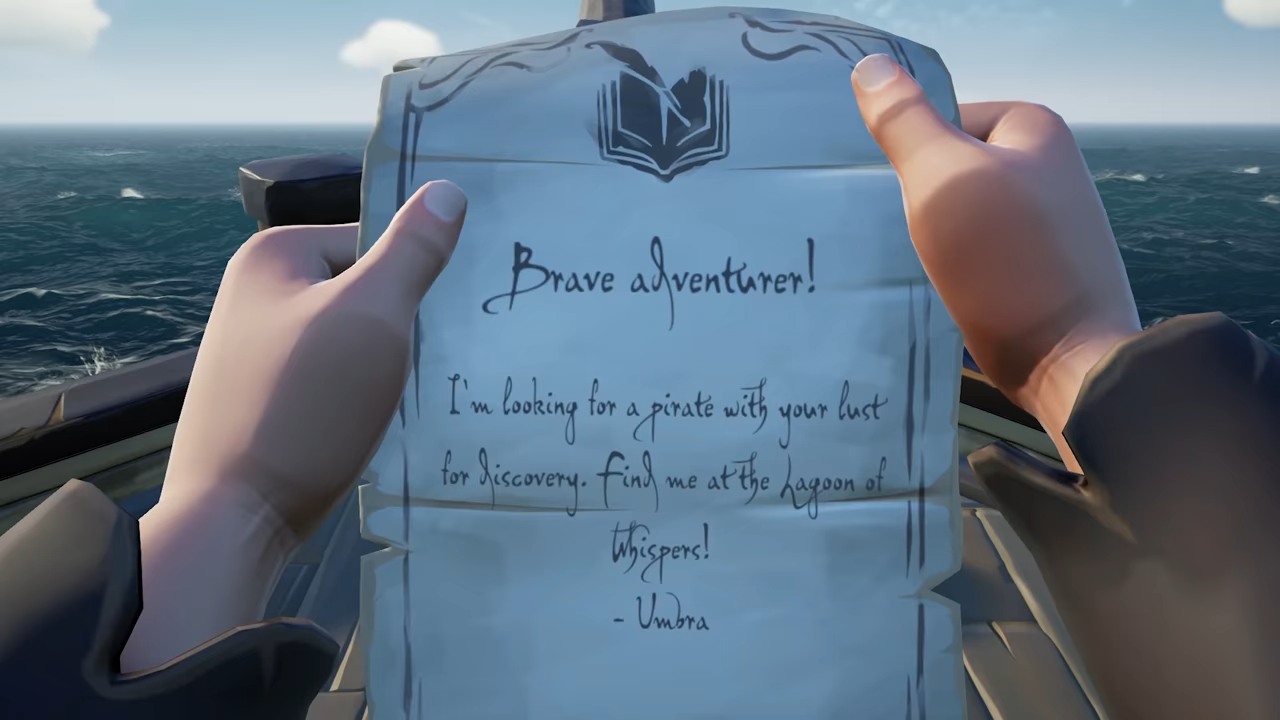 Brave adventurer!
I'm looking for a pirate with your lust
for discovery. Find me at the Lagoon of
Whispers!
- Umbra